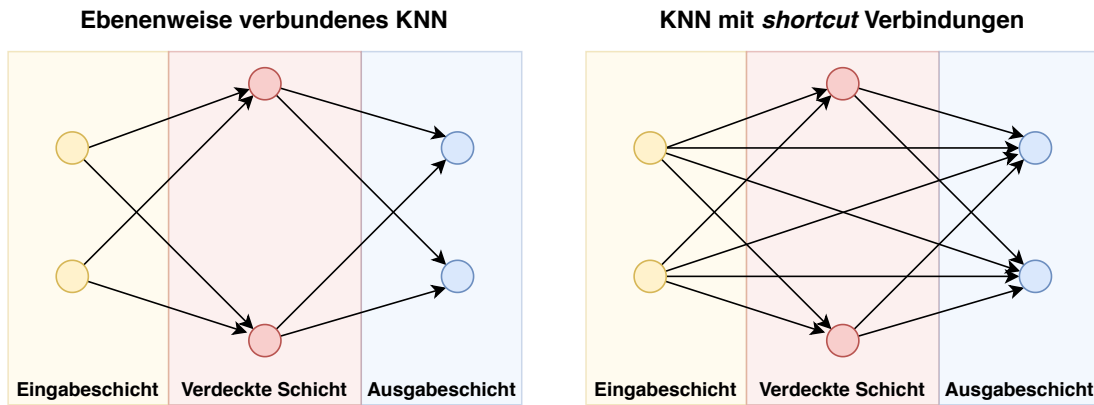 Ebenenweise verbundenes KNN
Eingabeschicht
Verdeckte Schicht
Ausgabeschicht
KNN mit shortcut Verbindungen
Eingabeschicht
Verdeckte Schicht
Ausgabeschicht